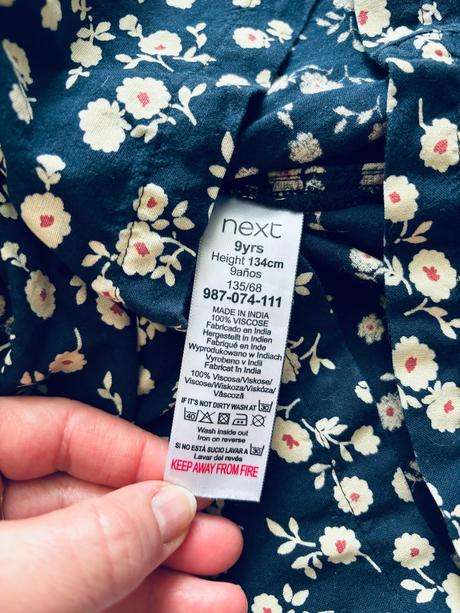 next
9yrs
Height 134cm
9años
135/68
987-074-111
MADE IN INDIA
100% VISCOSE
Fabricado en India
Hergestellt in Indien
Fabriqué en Inde
Wyprodukowano w Indiach
Vyrobeno v Indii
Fabricat în India
100% Viscosa/Viskose/
Viscose/Wiskoza/Viskóza/
Vâscoză
IF IT'S NOT DIRTY WASH AT 30
40
Wash inside out
Iron on reverse
SI NO ESTÁ SUCIO LAVAR A 30
Lavar del revés
KEEP AWAY FROM FIRE